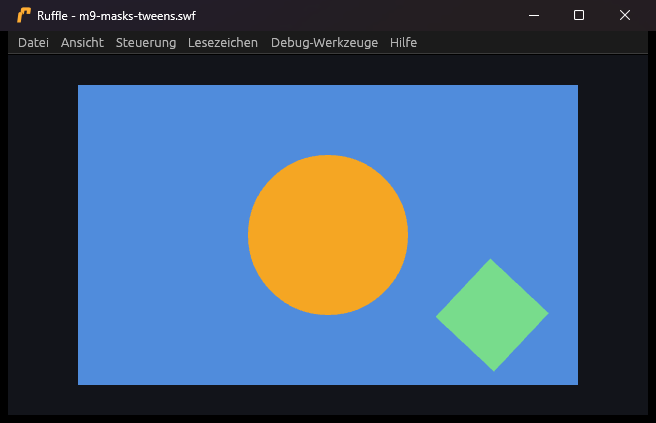 Ruffle - m9-masks-tweens.swf
Datei Ansicht Steuerung Lesezeichen Debug-Werkzeuge Hilfe